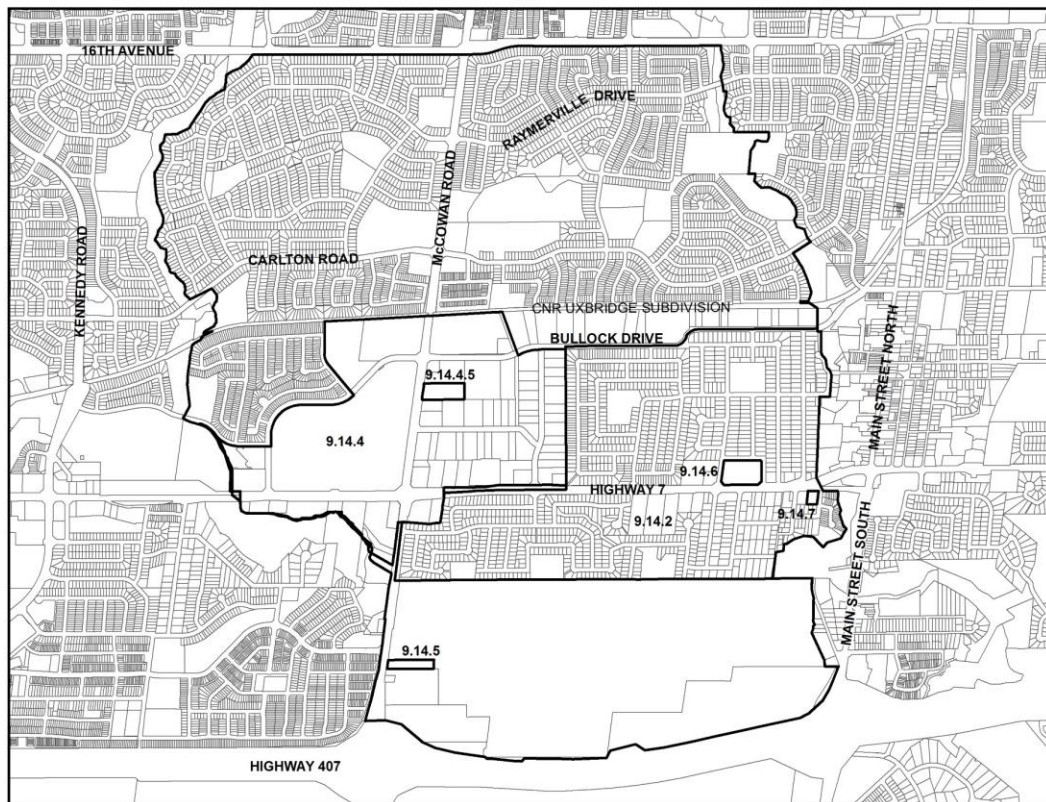 16TH AVENUE
RAYMERVILLE DRIVE
McCOWAN ROAD
KENNEDY ROAD
CARLTON ROAD
CNR UXBRIDGE SUBDIVISION
BULLOCK DRIVE
MAIN STREET NORTH
9.14.4.5
9.14.4
9.14.6
HIGHWAY 7
9.14.2
9.14.7
MAIN STREET SOUTH
9.14.5
HIGHWAY 407